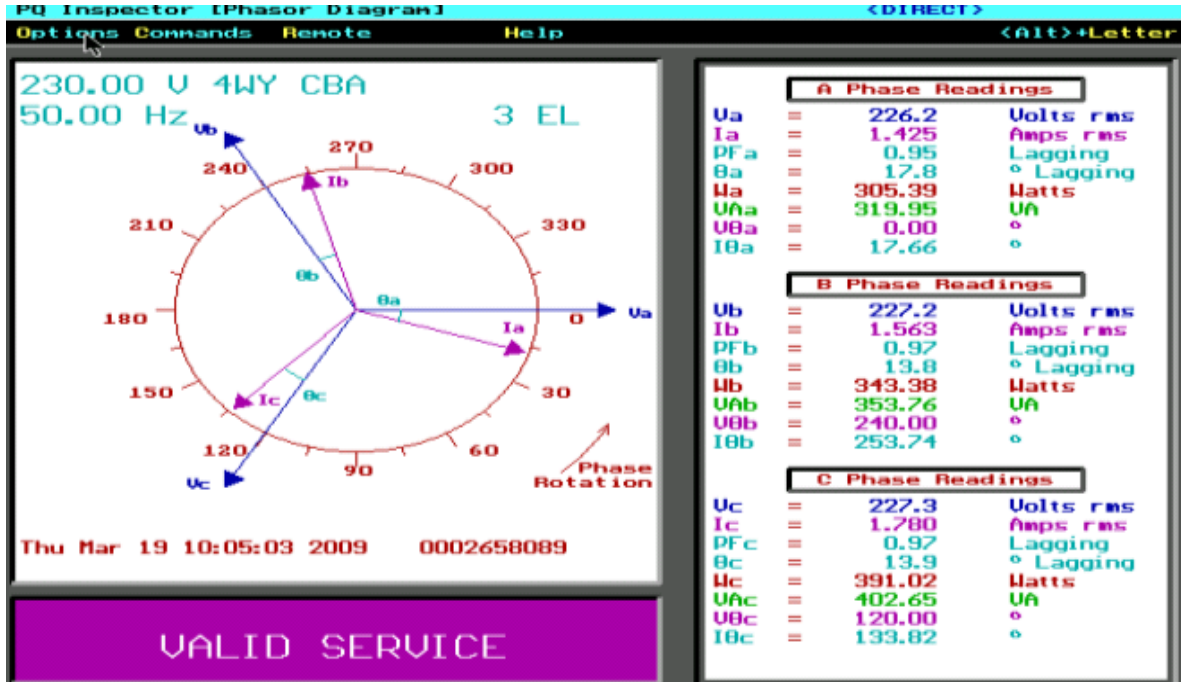 PQ Inspector [Phasor Diagram] <DIRECT>
Options Commands Remote Help <Alt>+Letter
230.00 V 4WY CBA
50.00 Hz 3 EL
Vb
270
240
300
Ib
210
330
θb
θa
180
Ia
0
Va
150
Ic
θc
30
120
60
90
Vc
Phase
Rotation
Thu Mar 19 10:05:03 2009 0002658089
VALID SERVICE
A Phase Readings
Va = 226.2 Volts rms
Ia = 1.425 Amps rms
PFa = 0.95 Lagging
θa = 17.8 ° Lagging
Wa = 305.39 Watts
VAa = 319.95 VA
Vθa = 0.00 °
Iθa = 17.66 °
B Phase Readings
Vb = 227.2 Volts rms
Ib = 1.563 Amps rms
PFb = 0.97 Lagging
θb = 13.8 ° Lagging
Wb = 343.38 Watts
VAb = 353.76 VA
Vθb = 240.00 °
Iθb = 253.74 °
C Phase Readings
Vc = 227.3 Volts rms
Ic = 1.780 Amps rms
PFc = 0.97 Lagging
θc = 13.9 ° Lagging
Wc = 391.02 Watts
VAc = 402.65 VA
Vθc = 120.00 °
Iθc = 133.82 °